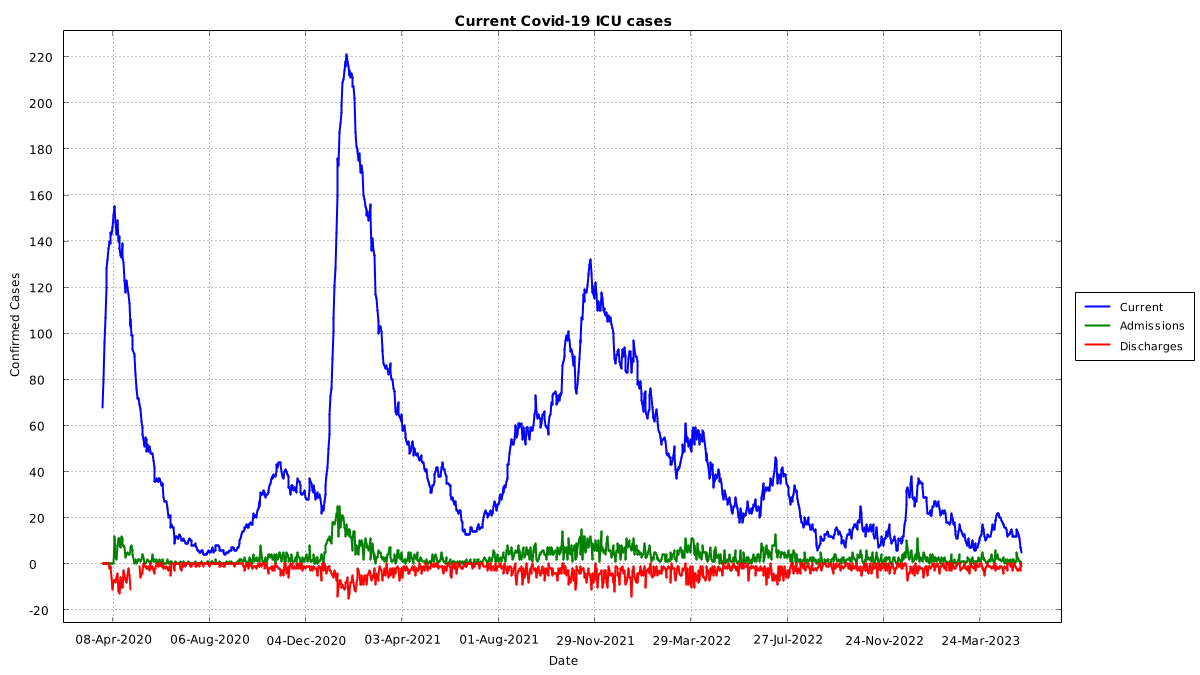 Current Covid-19 ICU cases
Confirmed Cases
220
200
180
160
140
120
100
80
60
40
20
0
-20
08-Apr-2020 06-Aug-2020 04-Dec-2020 03-Apr-2021 01-Aug-2021 29-Nov-2021 29-Mar-2022 27-Jul-2022 24-Nov-2022 24-Mar-2023
Date
Current
Admissions
Discharges